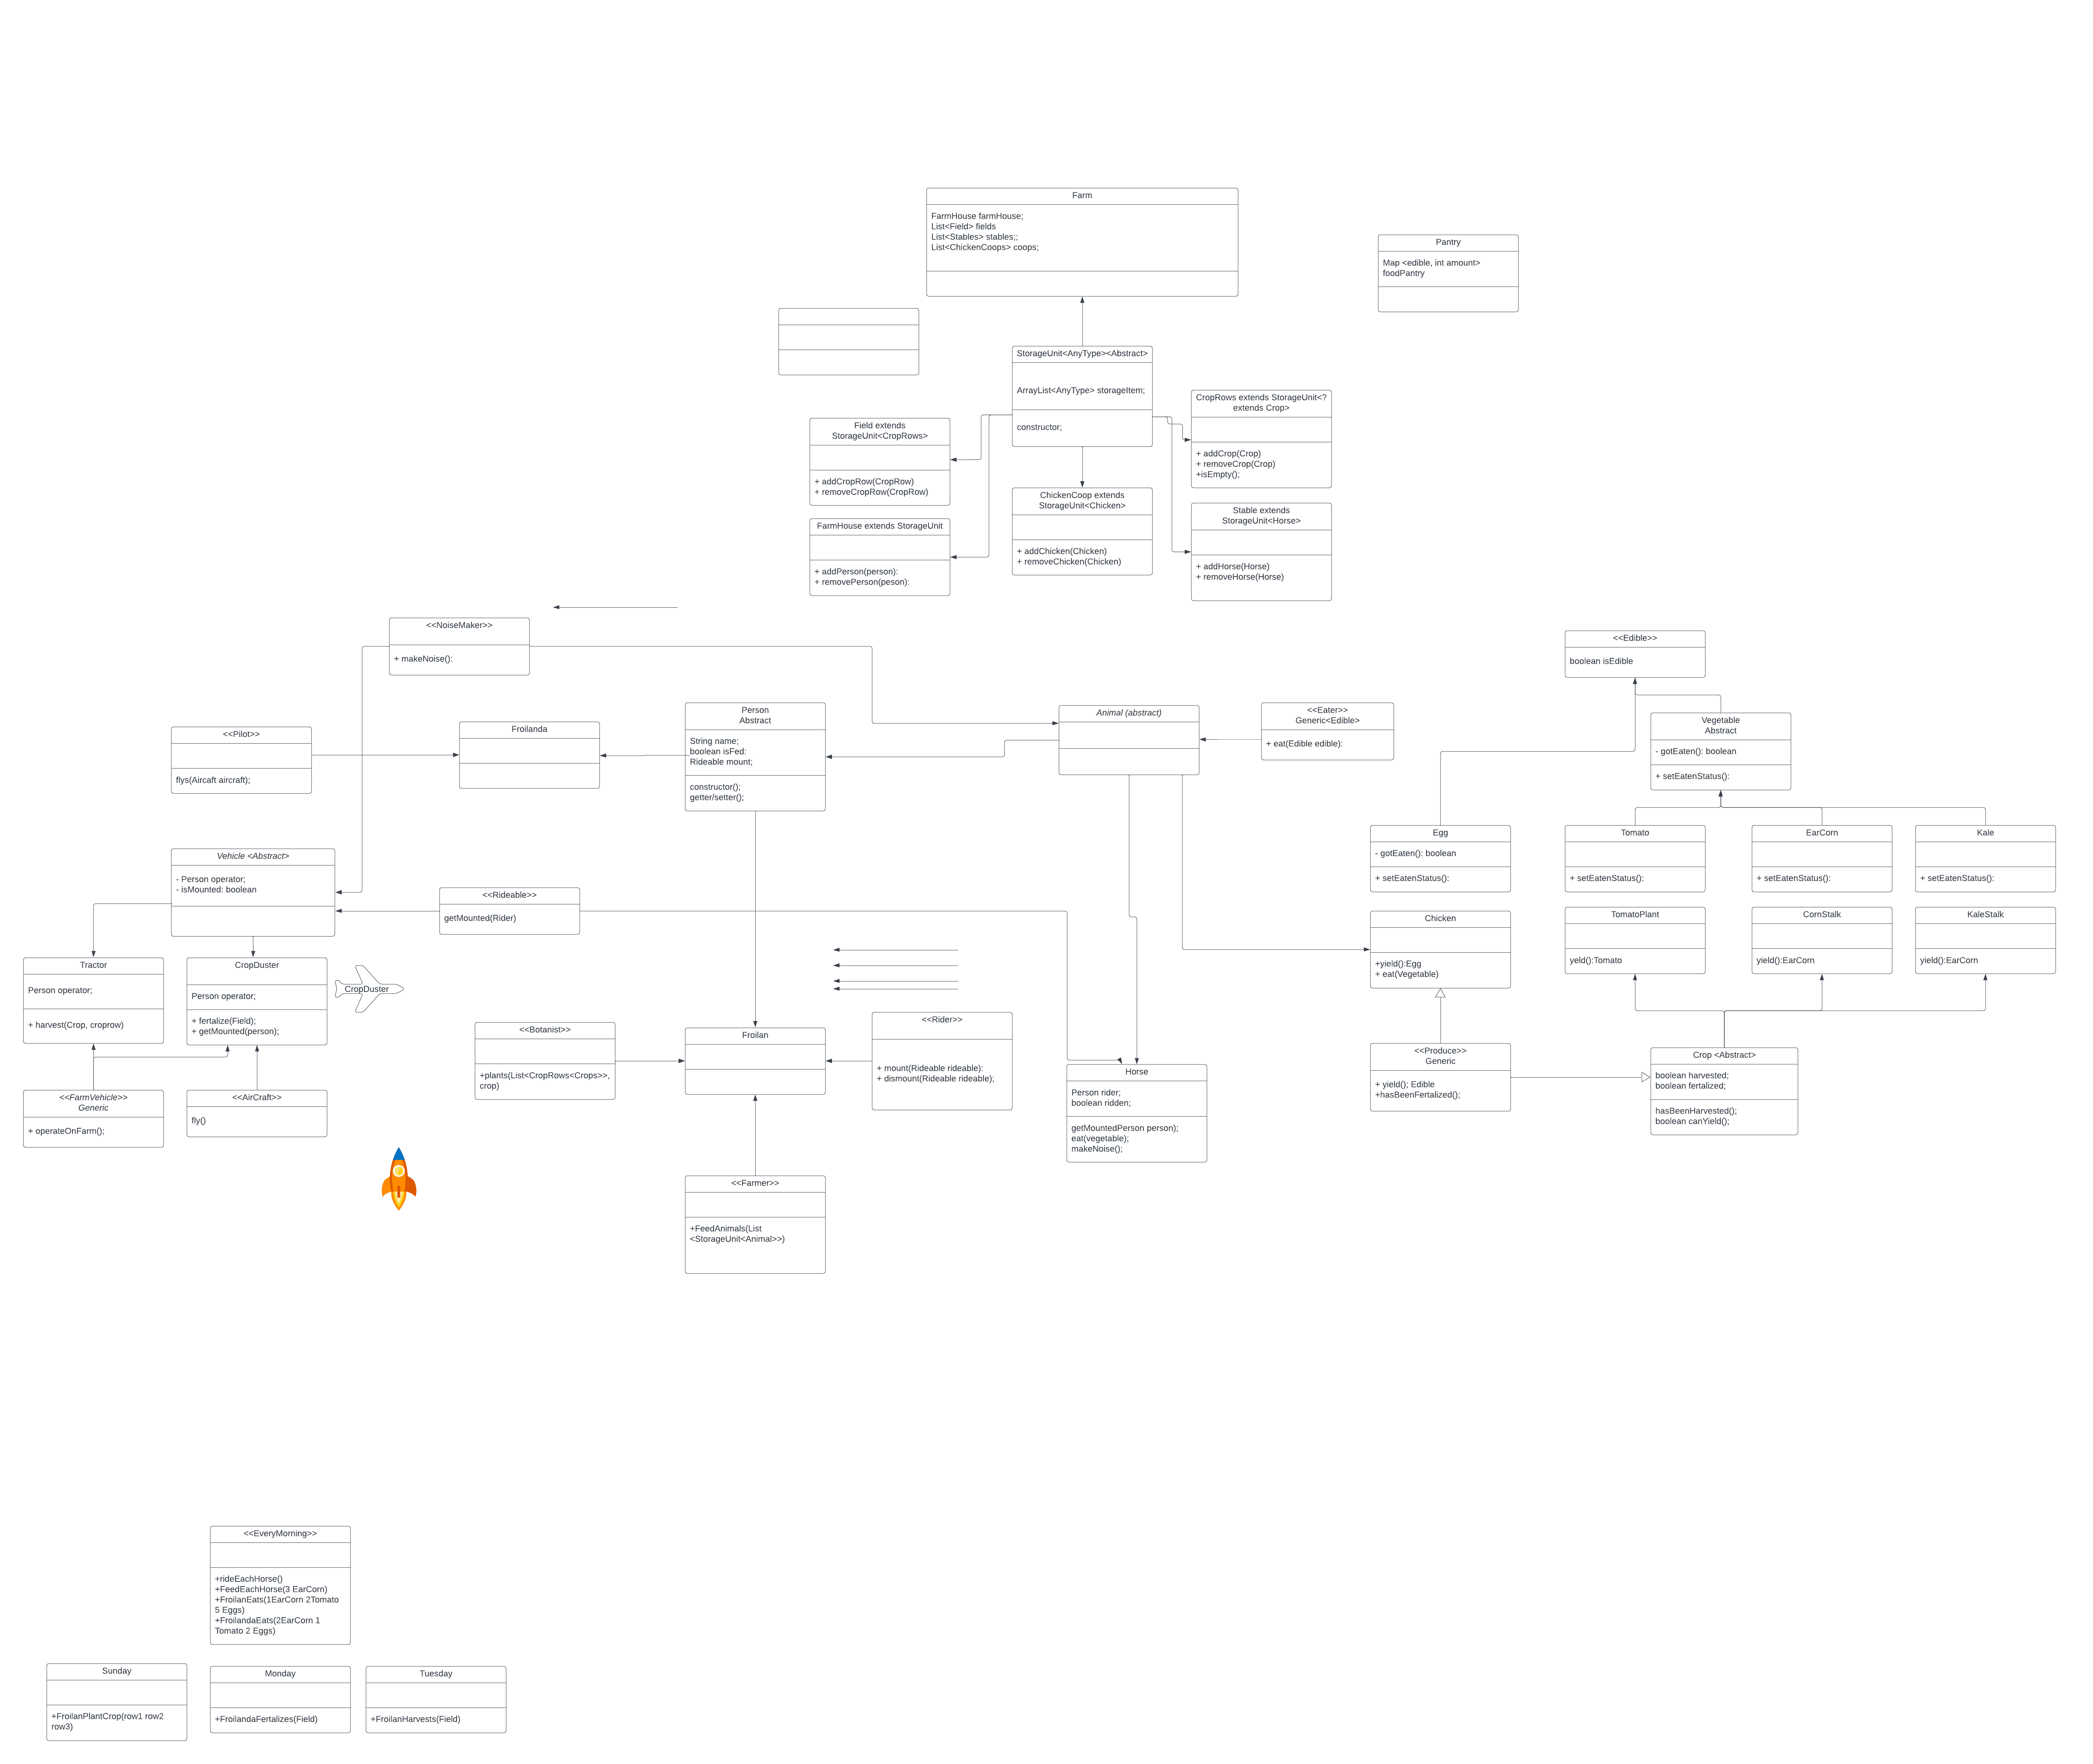 Farm
FarmHouse farmHouse;
List<Field> fields
List<Stables> stables;;
List<ChickenCoops> coops;
Pantry
Map <edible, int amount>
foodPantry
StorageUnit<AnyType><Abstract>
ArrayList<AnyType> storageItem;
constructor;
CropRows extends StorageUnit<?
extends Crop>
+ addCrop(Crop)
+ removeCrop(Crop)
+isEmpty();
Field extends
StorageUnit<CropRows>
+ addCropRow(CropRow)
+ removeCropRow(CropRow)
ChickenCoop extends
StorageUnit<Chicken>
+ addChicken(Chicken)
+ removeChicken(Chicken)
Stable extends
StorageUnit<Horse>
+ addHorse(Horse)
+ removeHorse(Horse)
FarmHouse extends StorageUnit
+ addPerson(person):
+ removePerson(peson):
<<NoiseMaker>>
+ makeNoise():
<<Edible>>
boolean isEdible
<<Pilot>>
flys(Aircaft aircraft);
Froilanda
Person
Abstract
String name;
boolean isFed:
Rideable mount;
constructor();
getter/setter();
Animal (abstract)
<<Eater>>
Generic<Edible>
+ eat(Edible edible):
Vegetable
Abstract
- gotEaten(): boolean
+ setEatenStatus():
Egg
- gotEaten(): boolean
+ setEatenStatus():
Tomato
+ setEatenStatus():
EarCorn
+ setEatenStatus():
Kale
+ setEatenStatus():
Vehicle <Abstract>
- Person operator;
- isMounted: boolean
<<Rideable>>
getMounted(Rider)
Chicken
+yield():Egg
+ eat(Vegetable)
TomatoPlant
yeld():Tomato
CornStalk
yield():EarCorn
KaleStalk
yield():EarCorn
Tractor
Person operator;
+ harvest(Crop, croprow)
CropDuster
Person operator;
+ fertalize(Field);
+ getMounted(person);
CropDuster
<<Botanist>>
+plants(List<CropRows<Crops>>,
crop)
Froilan
<<Rider>>
+ mount(Rideable rideable):
+ dismount(Rideable rideable);
Horse
Person rider;
boolean ridden;
getMountedPerson person);
eat(vegetable);
makeNoise();
<<Produce>>
Generic
+ yield(); Edible
+hasBeenFertalized();
Crop <Abstract>
boolean harvested;
boolean fertalized;
hasBeenHarvested();
boolean canYield();
<<FarmVehicle>>
Generic
+ operateOnFarm();
<<AirCraft>>
fly()
<<Farmer>>
+FeedAnimals(List
<StorageUnit<Animal>>)
<<EveryMorning>>
+rideEachHorse()
+FeedEachHorse(3 EarCorn)
+FroilanEats(1EarCorn 2Tomato
5 Eggs)
+FroilandaEats(2EarCorn 1
Tomato 2 Eggs)
Sunday
+FroilanPlantCrop(row1 row2
row3)
Monday
+FroilandaFertalizes(Field)
Tuesday
+FroilanHarvests(Field)